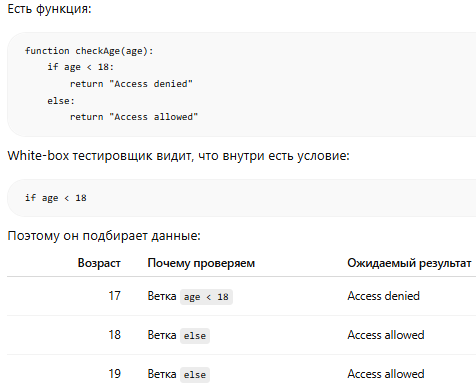 Есть функция:
function checkAge(age):
    if age < 18:
        return "Access denied"
    else:
        return "Access allowed"
White-box тестировщик видит, что внутри есть условие:
if age < 18
Поэтому он подбирает данные:
Возраст Почему проверяем Ожидаемый результат
17 Ветка age < 18 Access denied
18 Ветка else Access allowed
19 Ветка else Access allowed